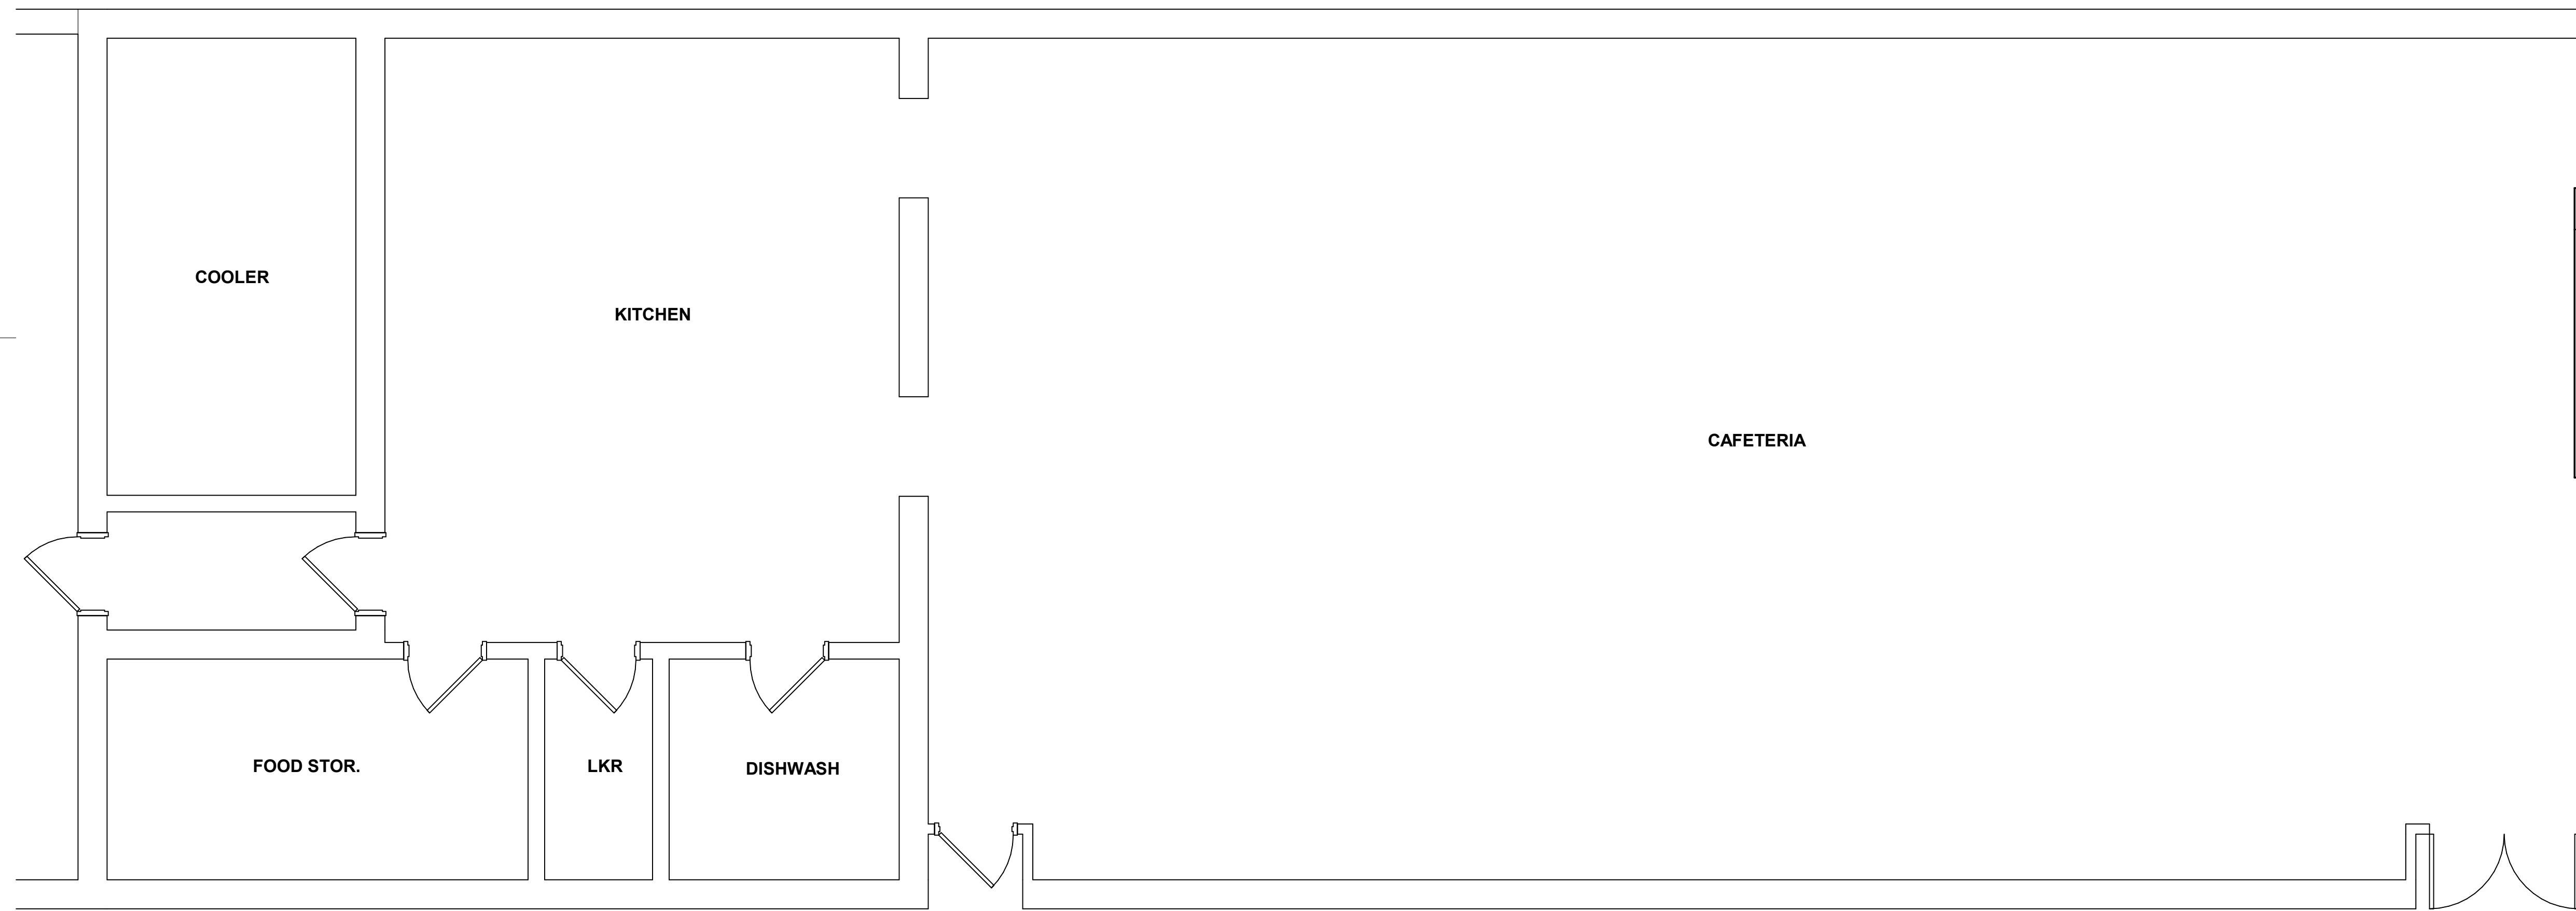 COOLER
KITCHEN
CAFETERIA
FOOD STOR.
LKR
DISHWASH